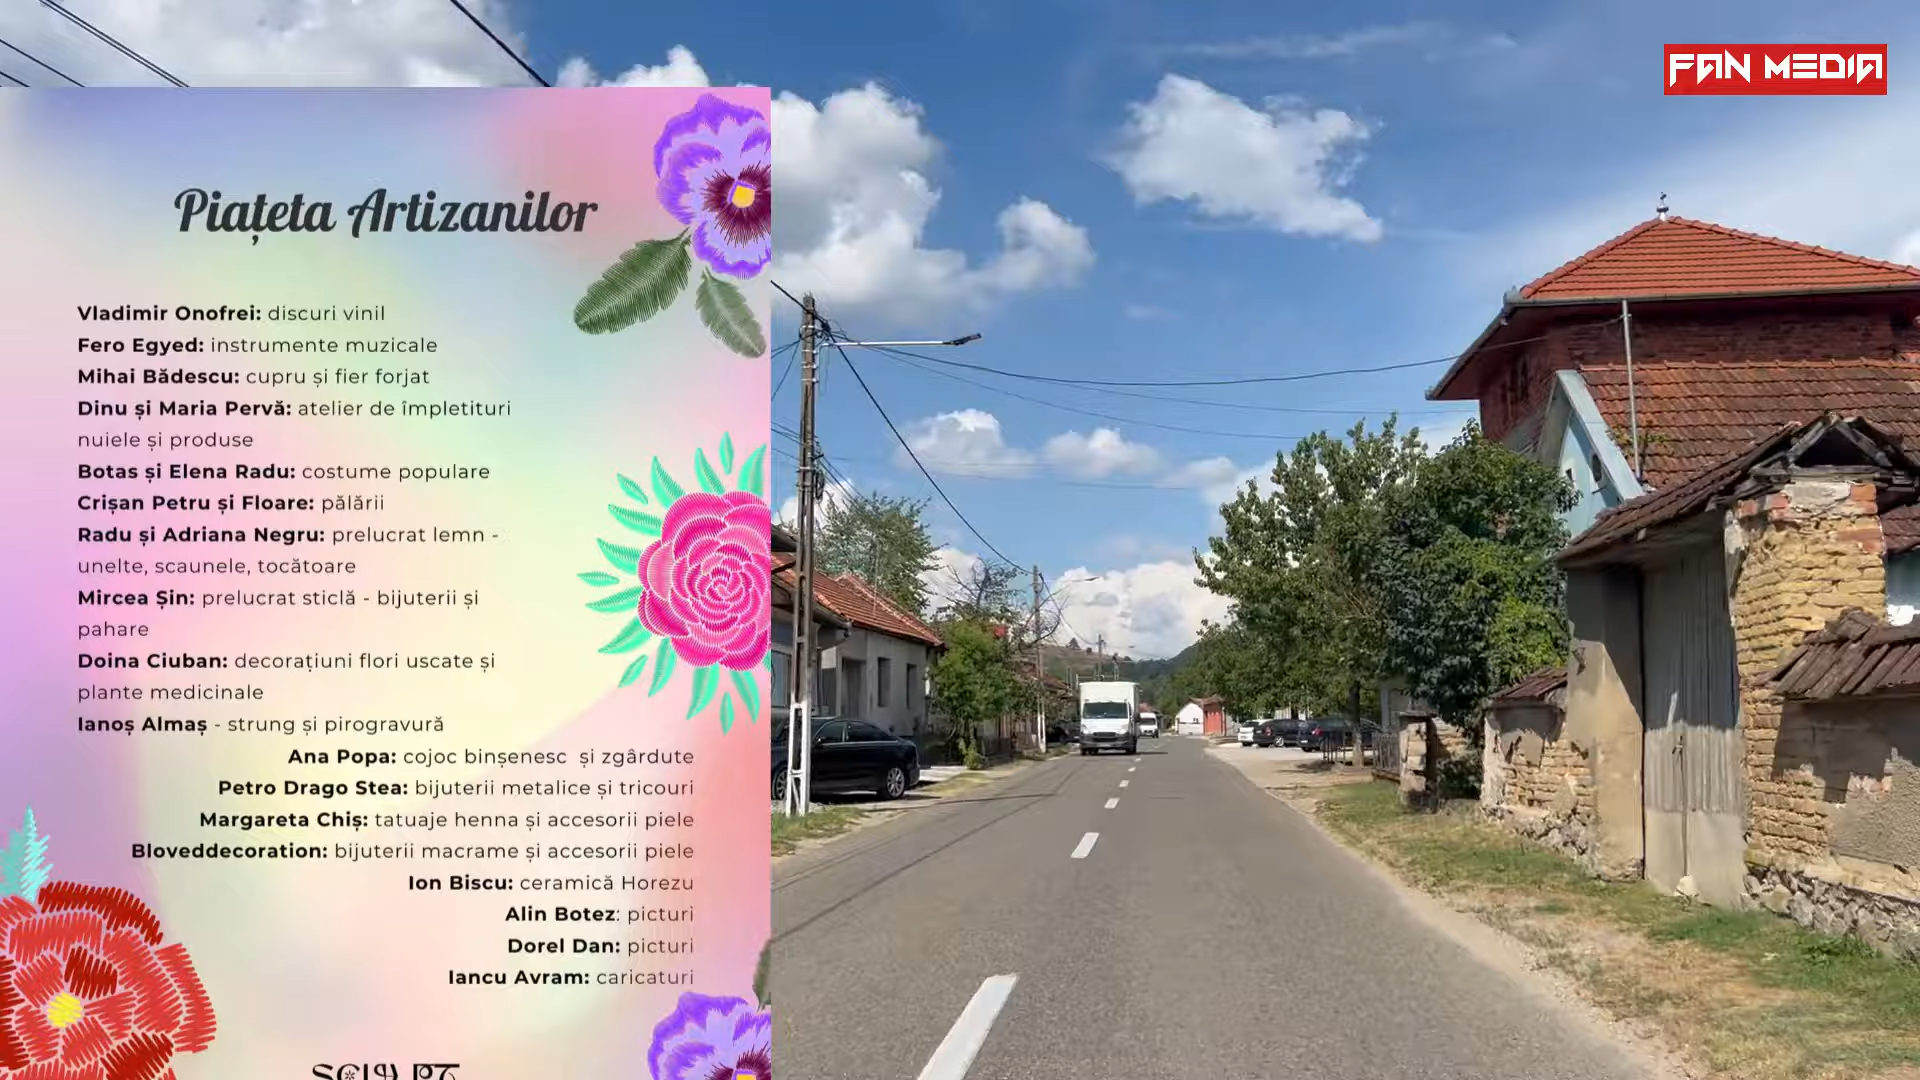 FAN MEDIA
Piațeta Artizanilor
Vladimir Onofrei: discuri vinil
Fero Egyed: instrumente muzicale
Mihai Bădescu: cupru și fier forjat
Dinu și Maria Pervă: atelier de împletituri
nuiele și produse
Botas și Elena Radu: costume populare
Crișan Petru și Floare: pălării
Radu și Adriana Negru: prelucrat lemn -
unelte, scaunele, tocătoare
Mircea Șin: prelucrat sticlă - bijuterii și
pahare
Doina Ciuban: decorațiuni flori uscate și
plante medicinale
Ianoș Almaș - strung și pirogravură
Ana Popa: cojoc binșenesc și zgârdute
Petro Drago Stea: bijuterii metalice și tricouri
Margareta Chiș: tatuaje henna și accesorii piele
Bloveddecoration: bijuterii macrame și accesorii piele
Ion Biscu: ceramică Horezu
Alin Botez: picturi
Dorel Dan: picturi
Iancu Avram: caricaturi